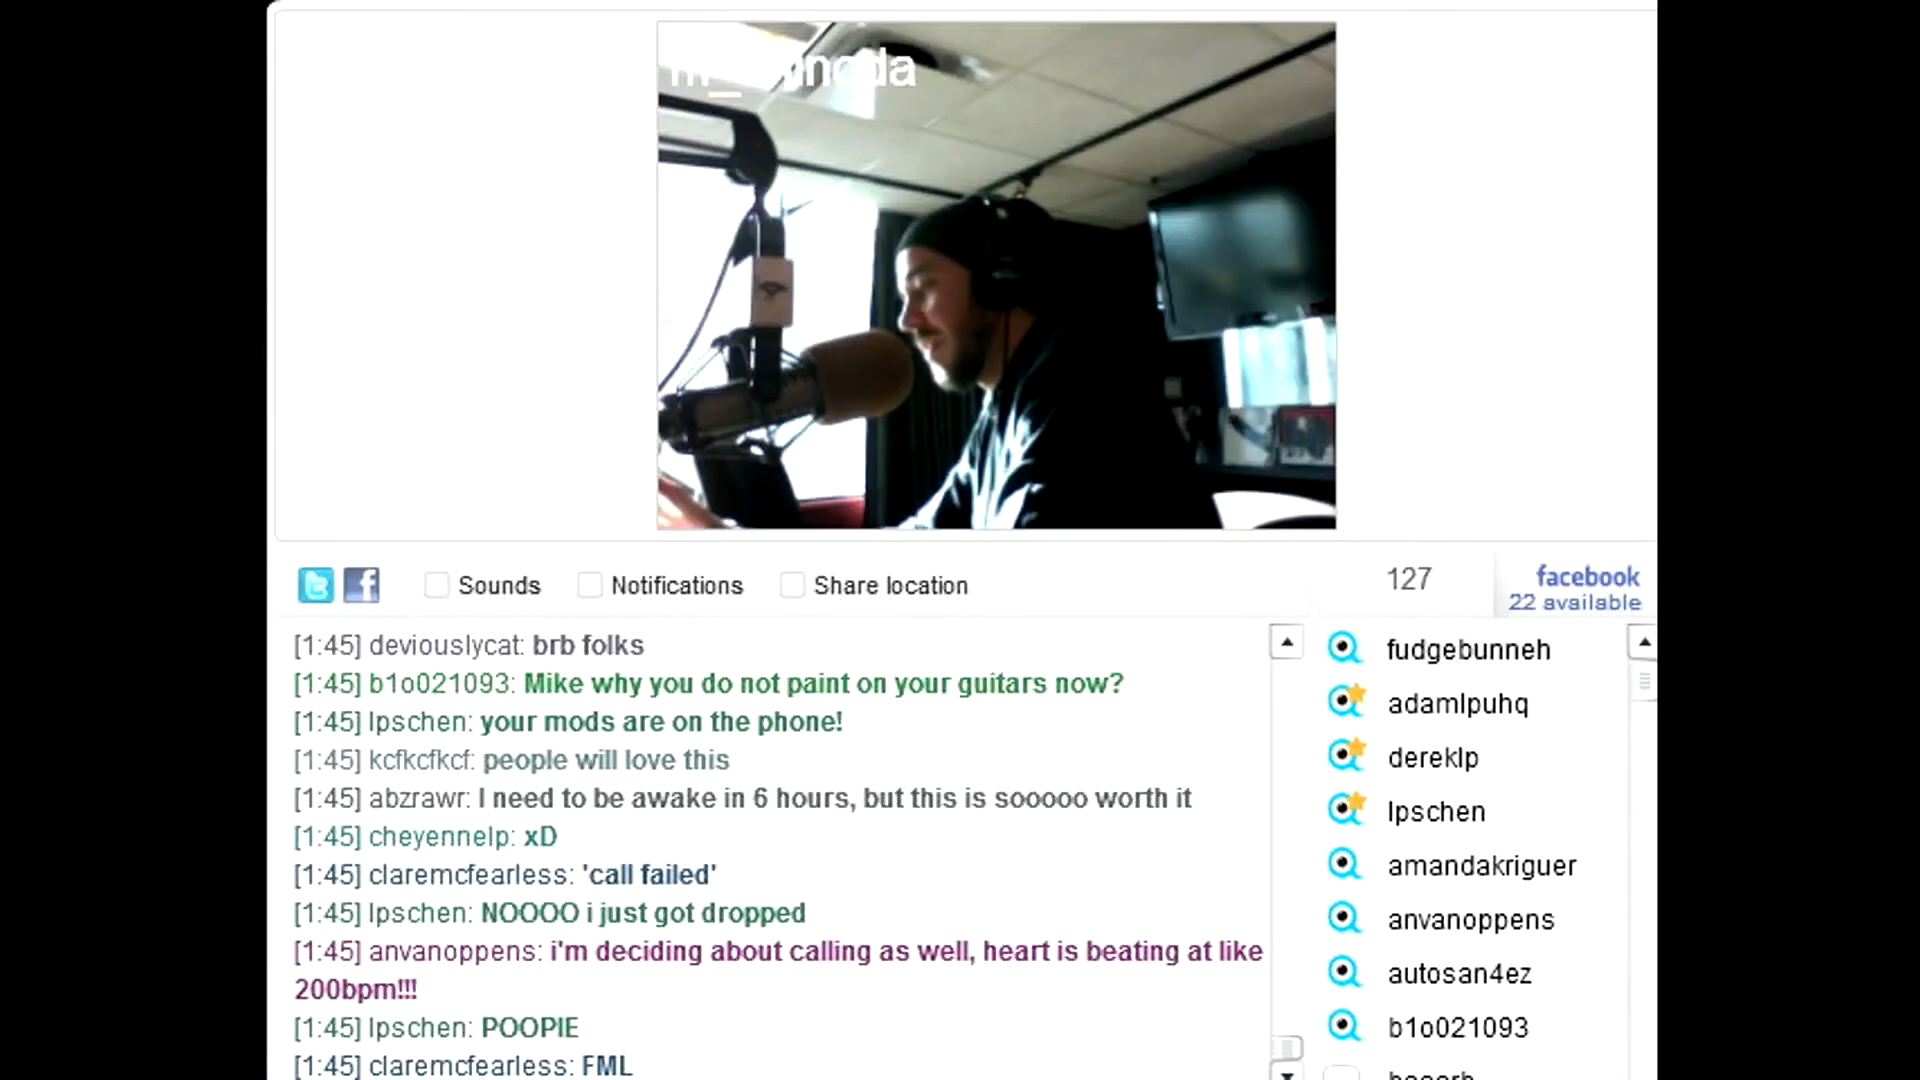 Sounds Notifications Share location 127 facebook
22 available
[1:45] deviouslycat: brb folks
[1:45] b1o021093: Mike why you do not paint on your guitars now?
[1:45] lpschen: your mods are on the phone!
[1:45] kcfkcfkcf: people will love this
[1:45] abzrawr: I need to be awake in 6 hours, but this is sooooo worth it
[1:45] cheyennelp: xD
[1:45] claremcfearless: 'call failed'
[1:45] lpschen: NOOOO i just got dropped
[1:45] anvanoppens: i'm deciding about calling as well, heart is beating at like
200bpm!!!
[1:45] lpschen: POOPIE
[1:45] claremcfearless: FML
fudgebunneh
adamlpuhq
dereklp
lpschen
amandakriguer
anvanoppens
autosan4ez
b1o021093